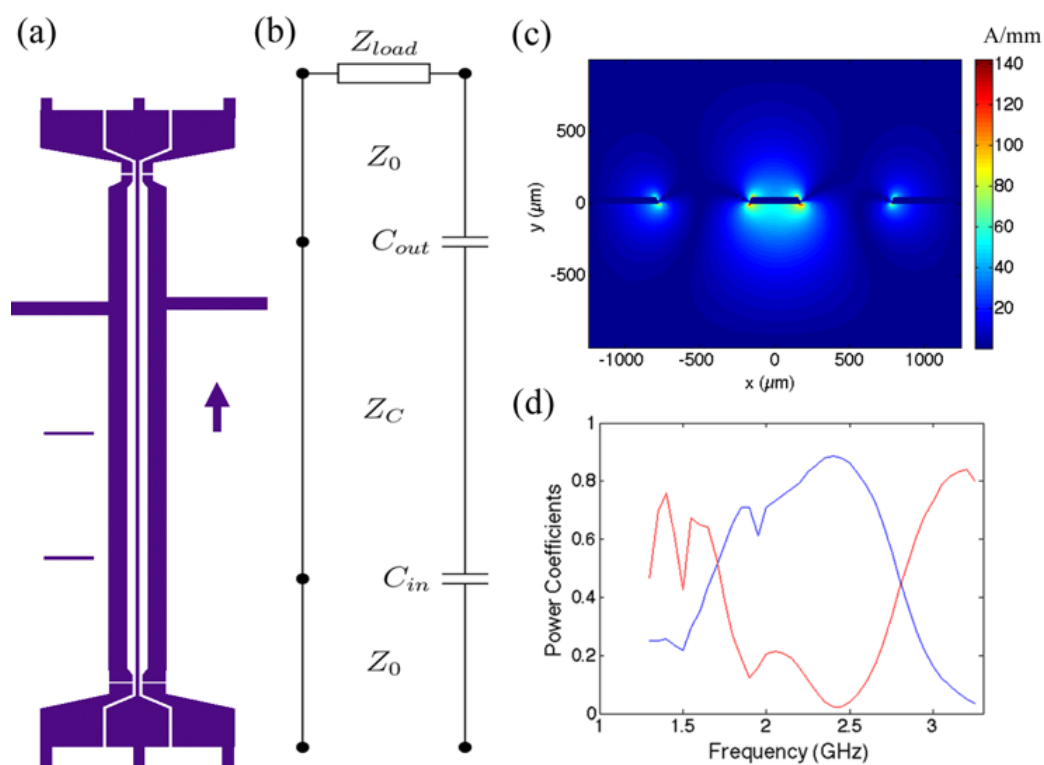 (a)
(b)
Z_load
Z_0
C_out
Z_C
C_in
Z_0
(c)
A/mm
140
120
100
80
60
40
20
500
0
-500
y (μm)
-1000 -500 0 500 1000
x (μm)
(d)
1
0.8
0.6
0.4
0.2
0
Power Coefficients
1 1.5 2 2.5 3
Frequency (GHz)